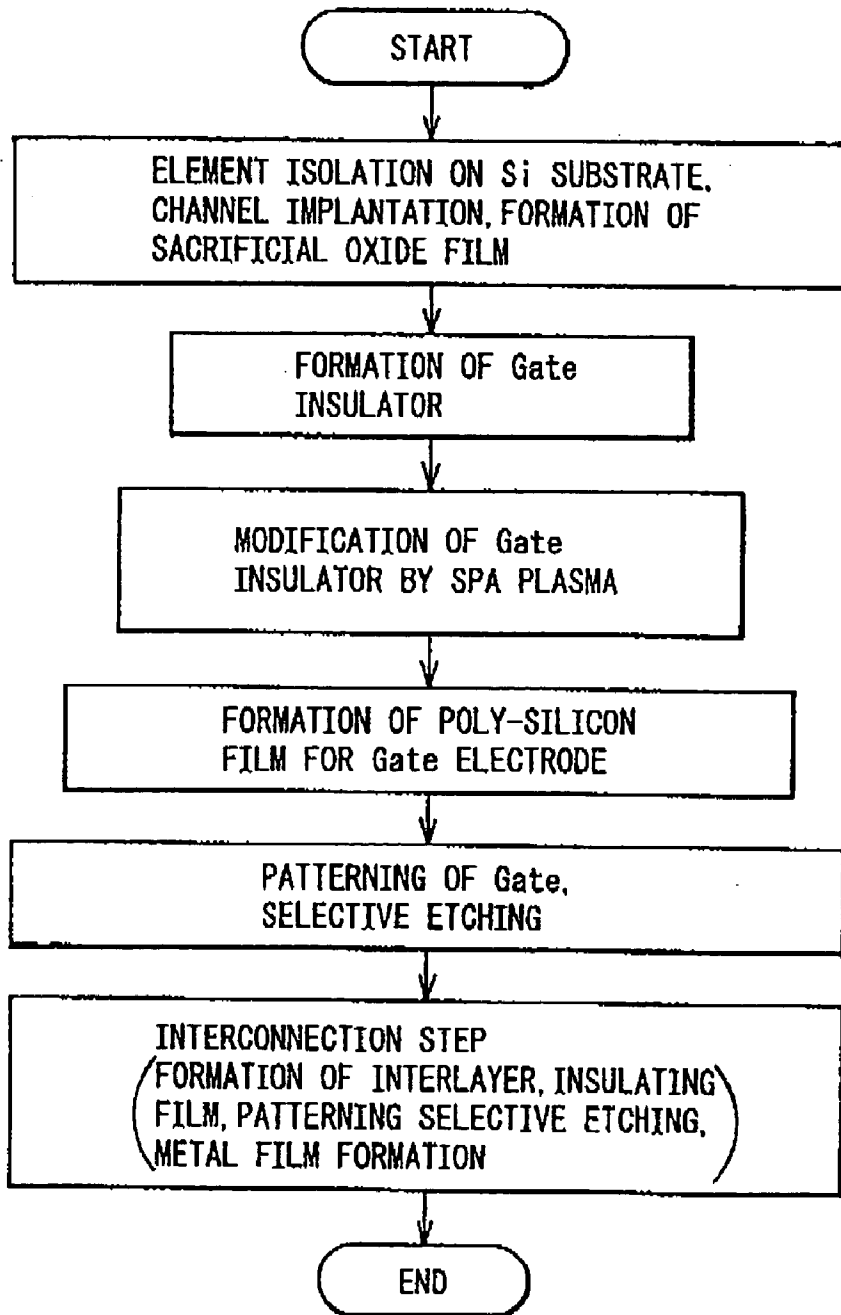 START
ELEMENT ISOLATION ON Si SUBSTRATE,
CHANNEL IMPLANTATION, FORMATION OF
SACRIFICIAL OXIDE FILM
FORMATION OF Gate
INSULATOR
MODIFICATION OF Gate
INSULATOR BY SPA PLASMA
FORMATION OF POLY-SILICON
FILM FOR Gate ELECTRODE
PATTERNING OF Gate,
SELECTIVE ETCHING
INTERCONNECTION STEP
(FORMATION OF INTERLAYER, INSULATING
FILM, PATTERNING SELECTIVE ETCHING,
METAL FILM FORMATION)
END